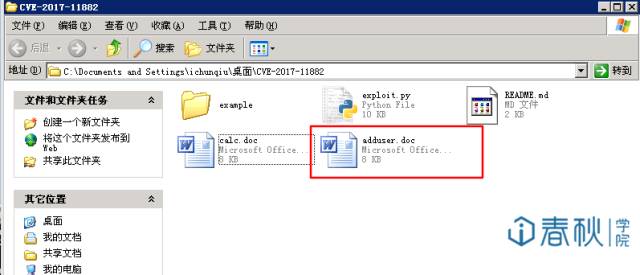 CVE-2017-11882
文件(F) 编辑(E) 查看(V) 收藏(A) 工具(T) 帮助(H)
后退 搜索 文件夹
地址(D) C:\Documents and Settings\ichunqiu\桌面\CVE-2017-11882 转到
文件和文件夹任务
创建一个新文件夹
将这个文件夹发布到
Web
共享此文件夹
其它位置
桌面
我的文档
共享文档
我的电脑
example
exploit.py
Python File
10 KB
README.md
MD 文件
2 KB
calc.doc
Microsoft Office...
8 KB
adduser.doc
Microsoft Office...
8 KB
春秋学院